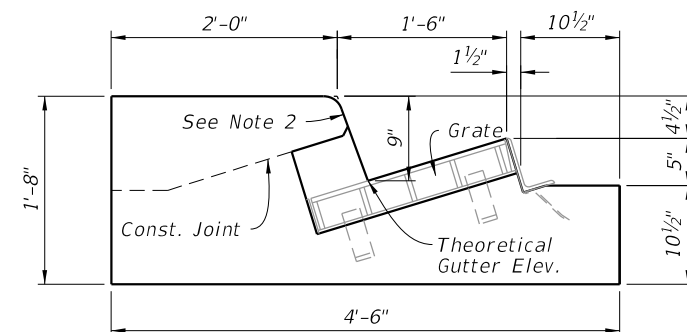 2'-0"
1'-6"
10½"
1½"
See Note 2
9"
Grate
4½"
5"
1'-8"
Const. Joint
Theoretical
Gutter Elev.
10½"
4'-6"